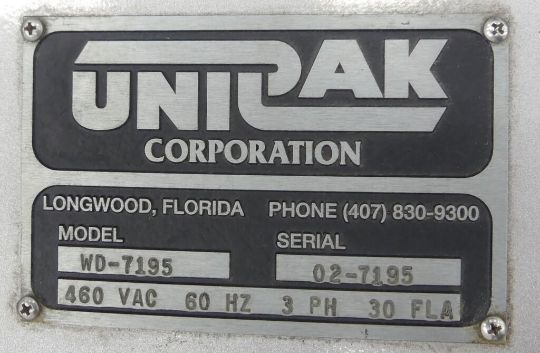 UNIPAK
CORPORATION
LONGWOOD, FLORIDA PHONE (407) 830-9300
MODEL SERIAL
WD-7195 02-7195
460 VAC 60 HZ 3 PH 30 FLA